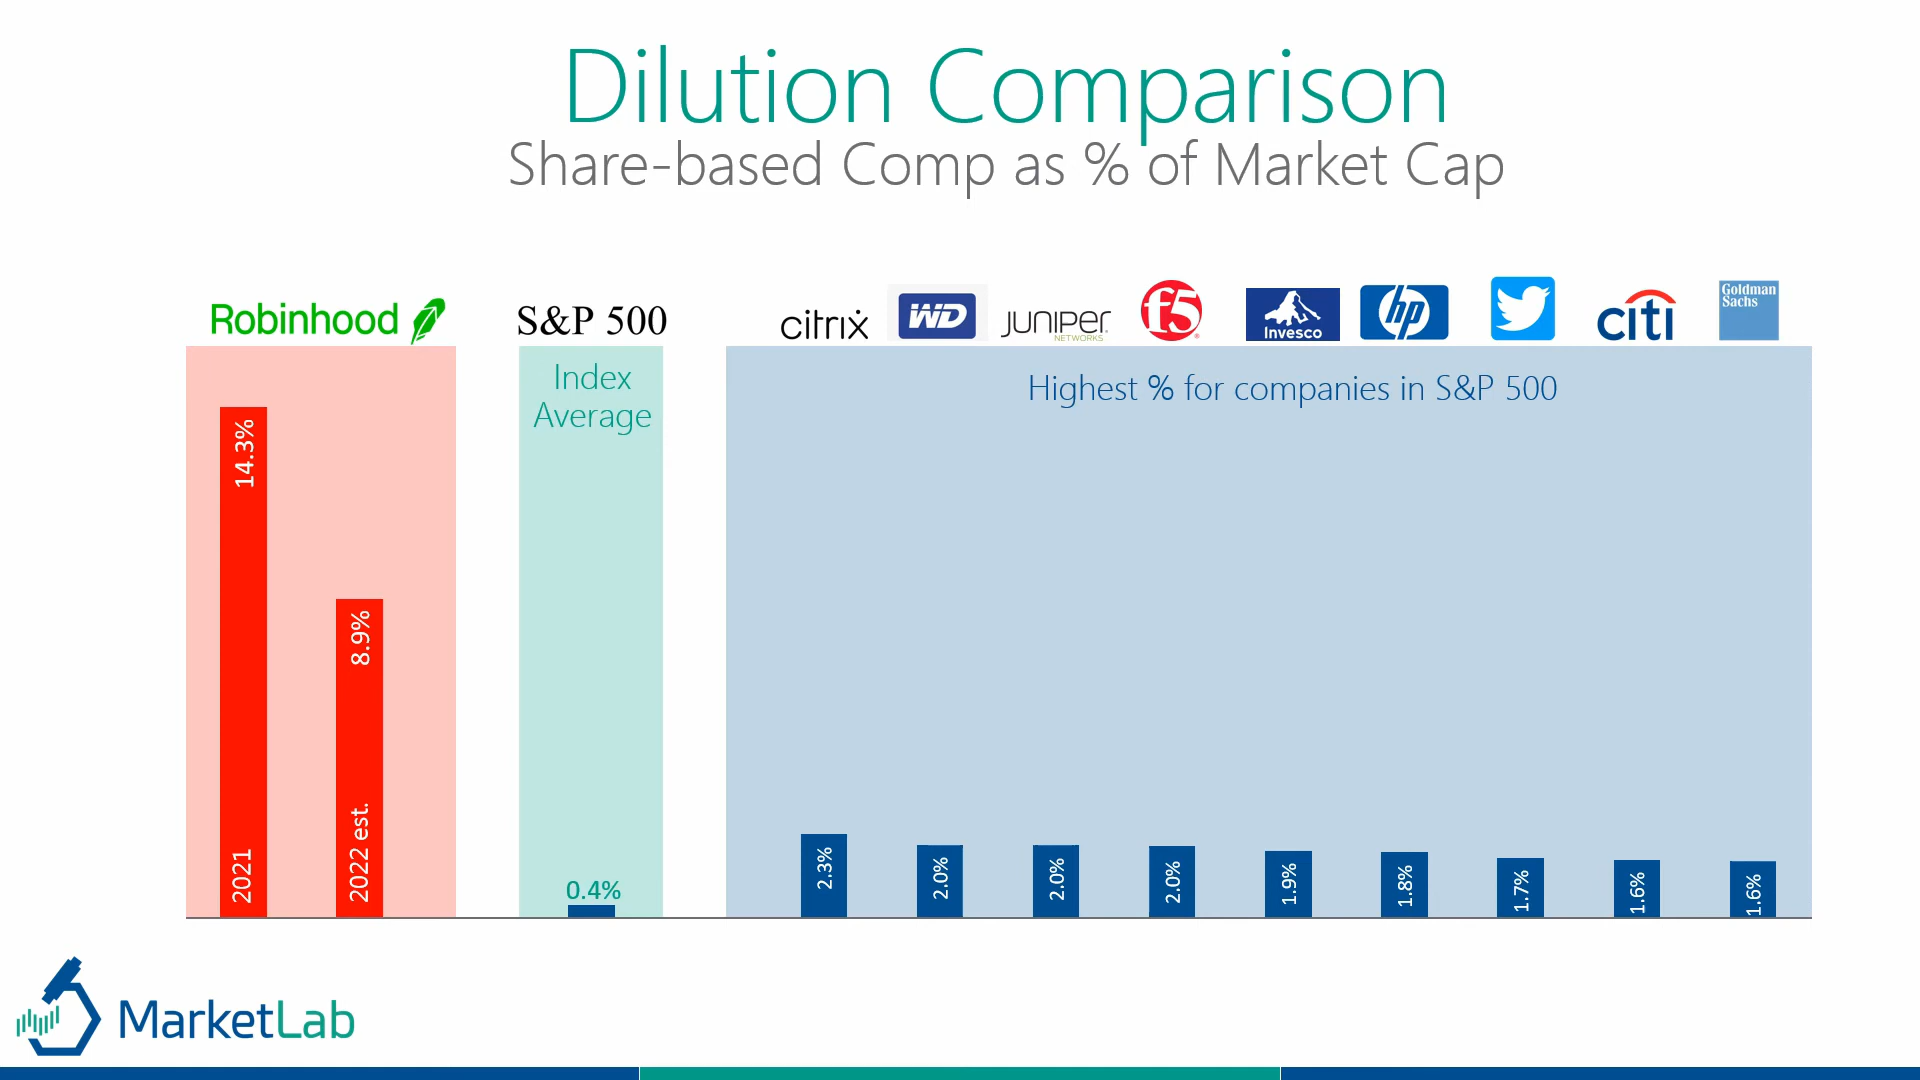 Dilution Comparison
Share-based Comp as % of Market Cap
Robinhood
S&P 500
citrix
WD
JUNIPER
NETWORKS
f5
Invesco
hp
citi
Goldman
Sachs
Index
Average
Highest % for companies in S&P 500
14.3%
2021
8.9%
2022 est.
0.4%
2.3%
2.0%
2.0%
2.0%
1.9%
1.8%
1.7%
1.6%
1.6%
MarketLab